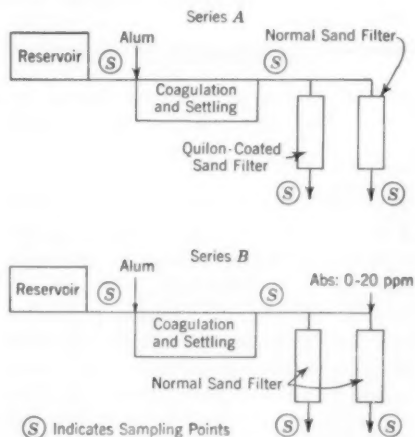 Series A
Alum
Normal Sand Filter
Reservoir
S
S
Coagulation
and Settling
Quilon-Coated
Sand Filter
S
S
Series B
Alum
Abs: 0-20 ppm
Reservoir
S
S
Coagulation
and Settling
Normal Sand Filter
S Indicates Sampling Points
S
S